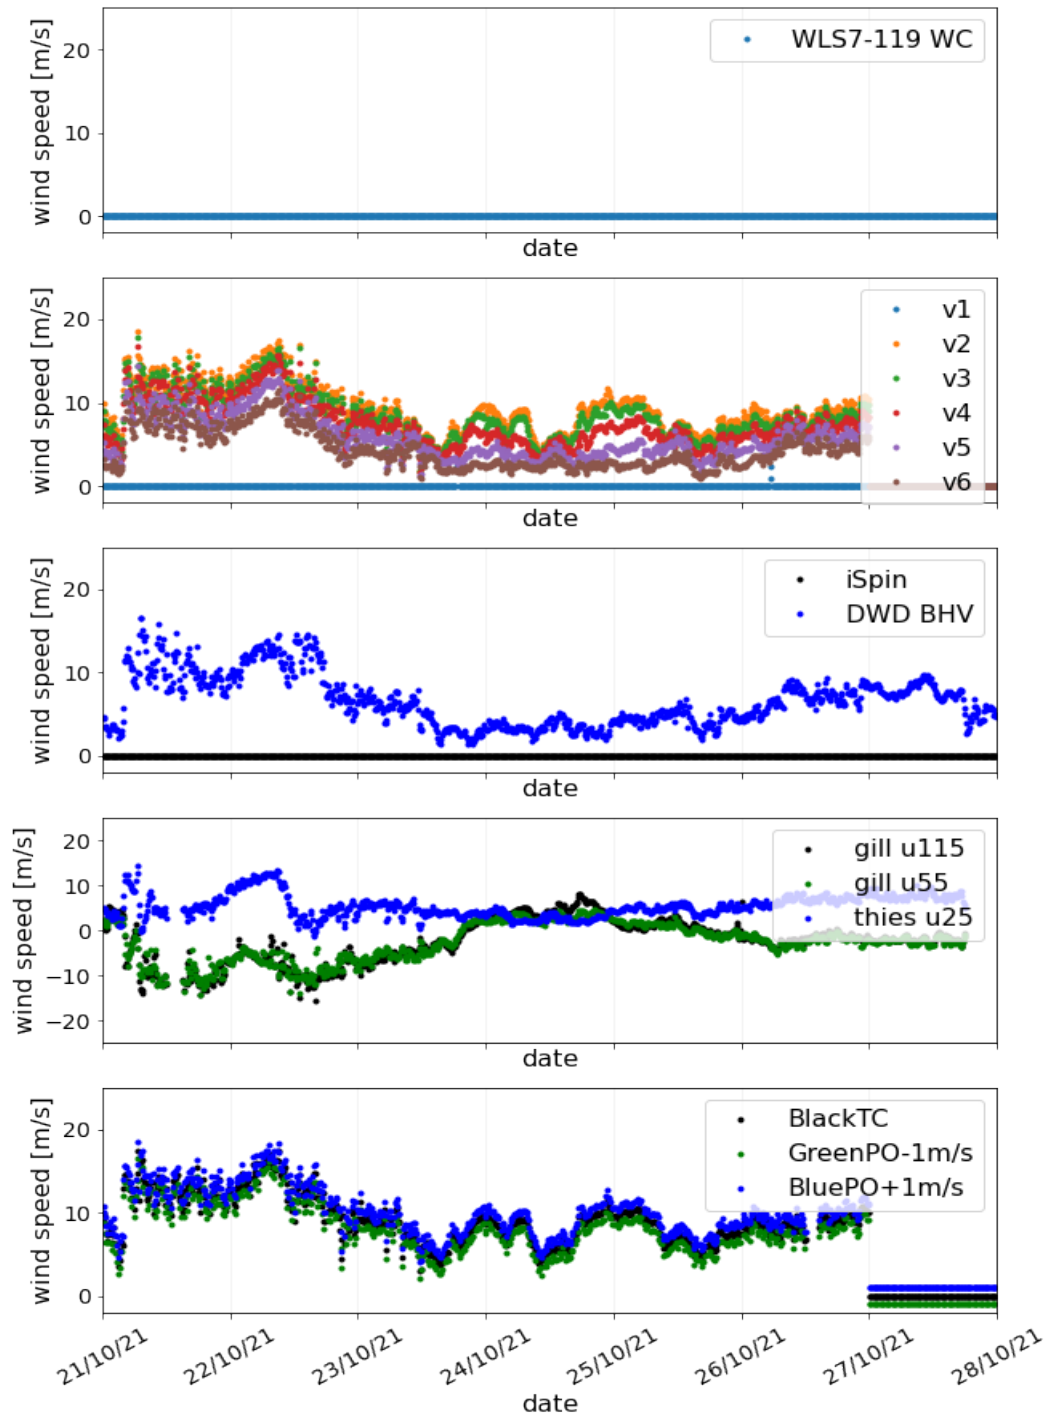 wind speed [m/s]
20
10
0
WLS7-119 WC
date
wind speed [m/s]
20
10
0
v1
v2
v3
v4
v5
v6
date
wind speed [m/s]
20
10
0
iSpin
DWD BHV
date
wind speed [m/s]
20
10
0
−10
−20
gill u115
gill u55
thies u25
date
wind speed [m/s]
20
10
0
BlackTC
GreenPO-1m/s
BluePO+1m/s
21/10/21
22/10/21
23/10/21
24/10/21
25/10/21
26/10/21
27/10/21
28/10/21
date